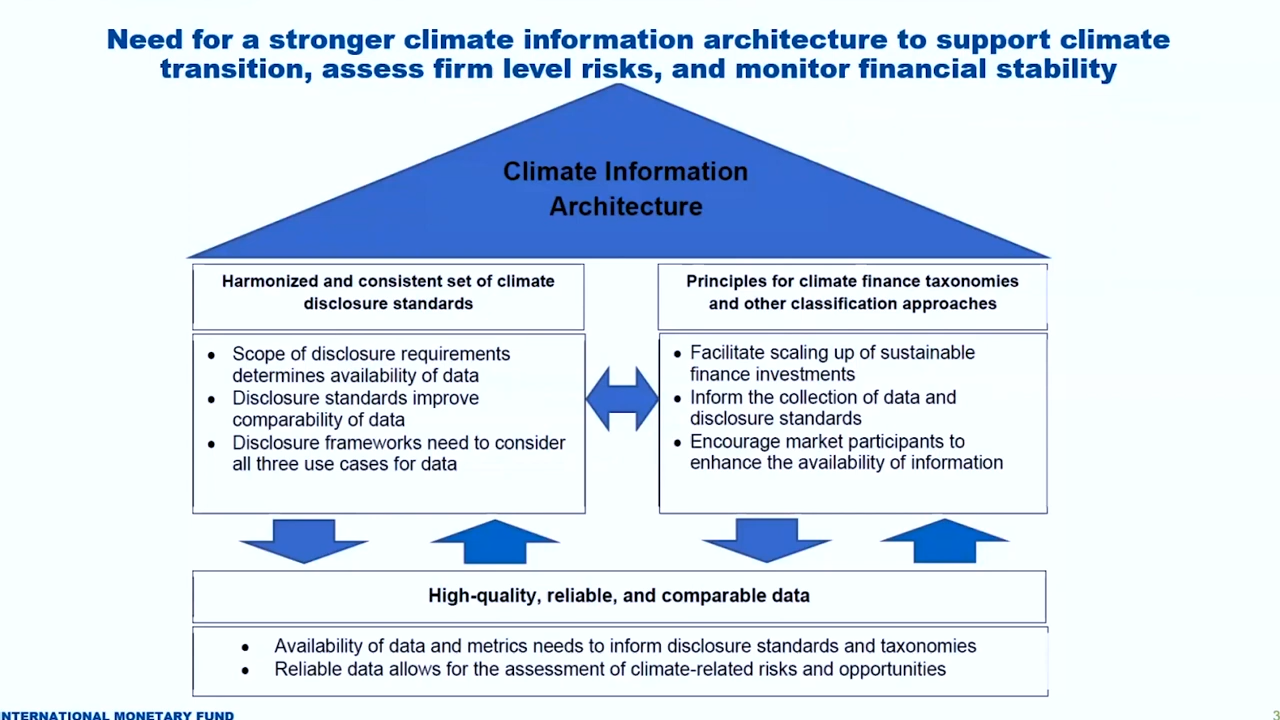 Need for a stronger climate information architecture to support climate
transition, assess firm level risks, and monitor financial stability
Climate Information
Architecture
Harmonized and consistent set of climate
disclosure standards
• Scope of disclosure requirements
determines availability of data
• Disclosure standards improve
comparability of data
• Disclosure frameworks need to consider
all three use cases for data
Principles for climate finance taxonomies
and other classification approaches
• Facilitate scaling up of sustainable
finance investments
• Inform the collection of data and
disclosure standards
• Encourage market participants to
enhance the availability of information
High-quality, reliable, and comparable data
• Availability of data and metrics needs to inform disclosure standards and taxonomies
• Reliable data allows for the assessment of climate-related risks and opportunities
INTERNATIONAL MONETARY FUND
3